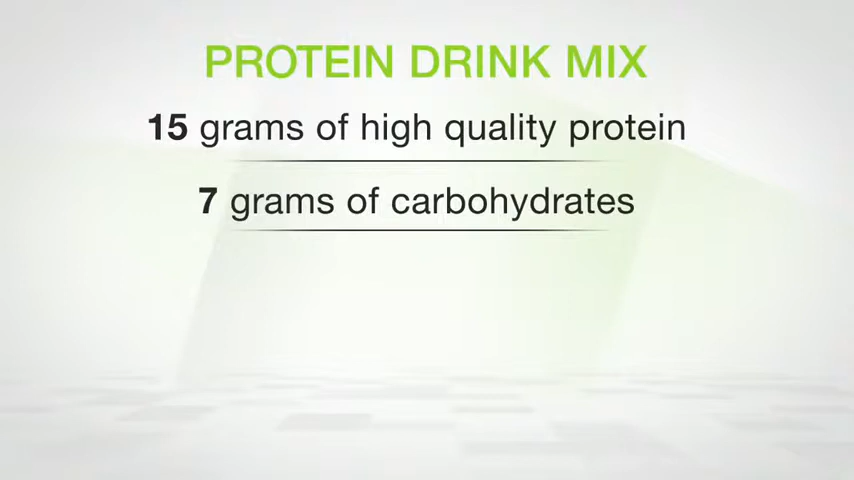 PROTEIN DRINK MIX
15 grams of high quality protein
7 grams of carbohydrates